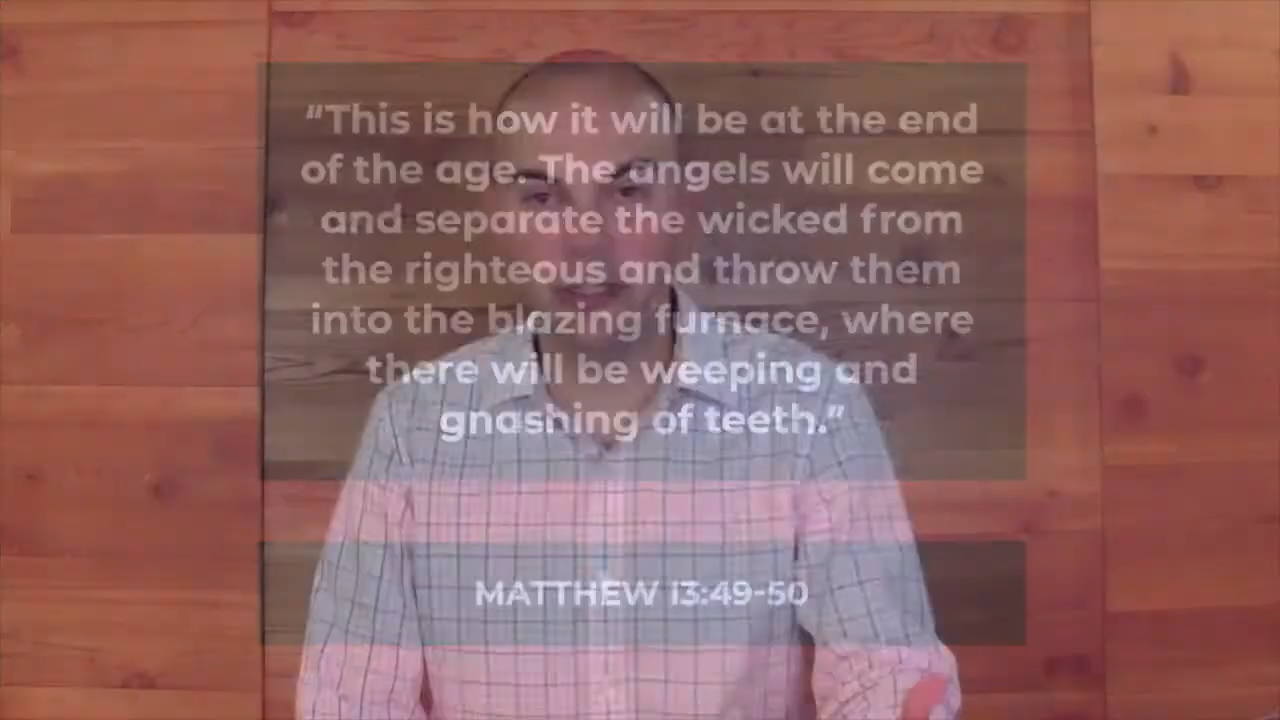 “This is how it will be at the end
of the age. The angels will come
and separate the wicked from
the righteous and throw them
into the blazing furnace, where
there will be weeping and
gnashing of teeth.”
MATTHEW 13:49-50